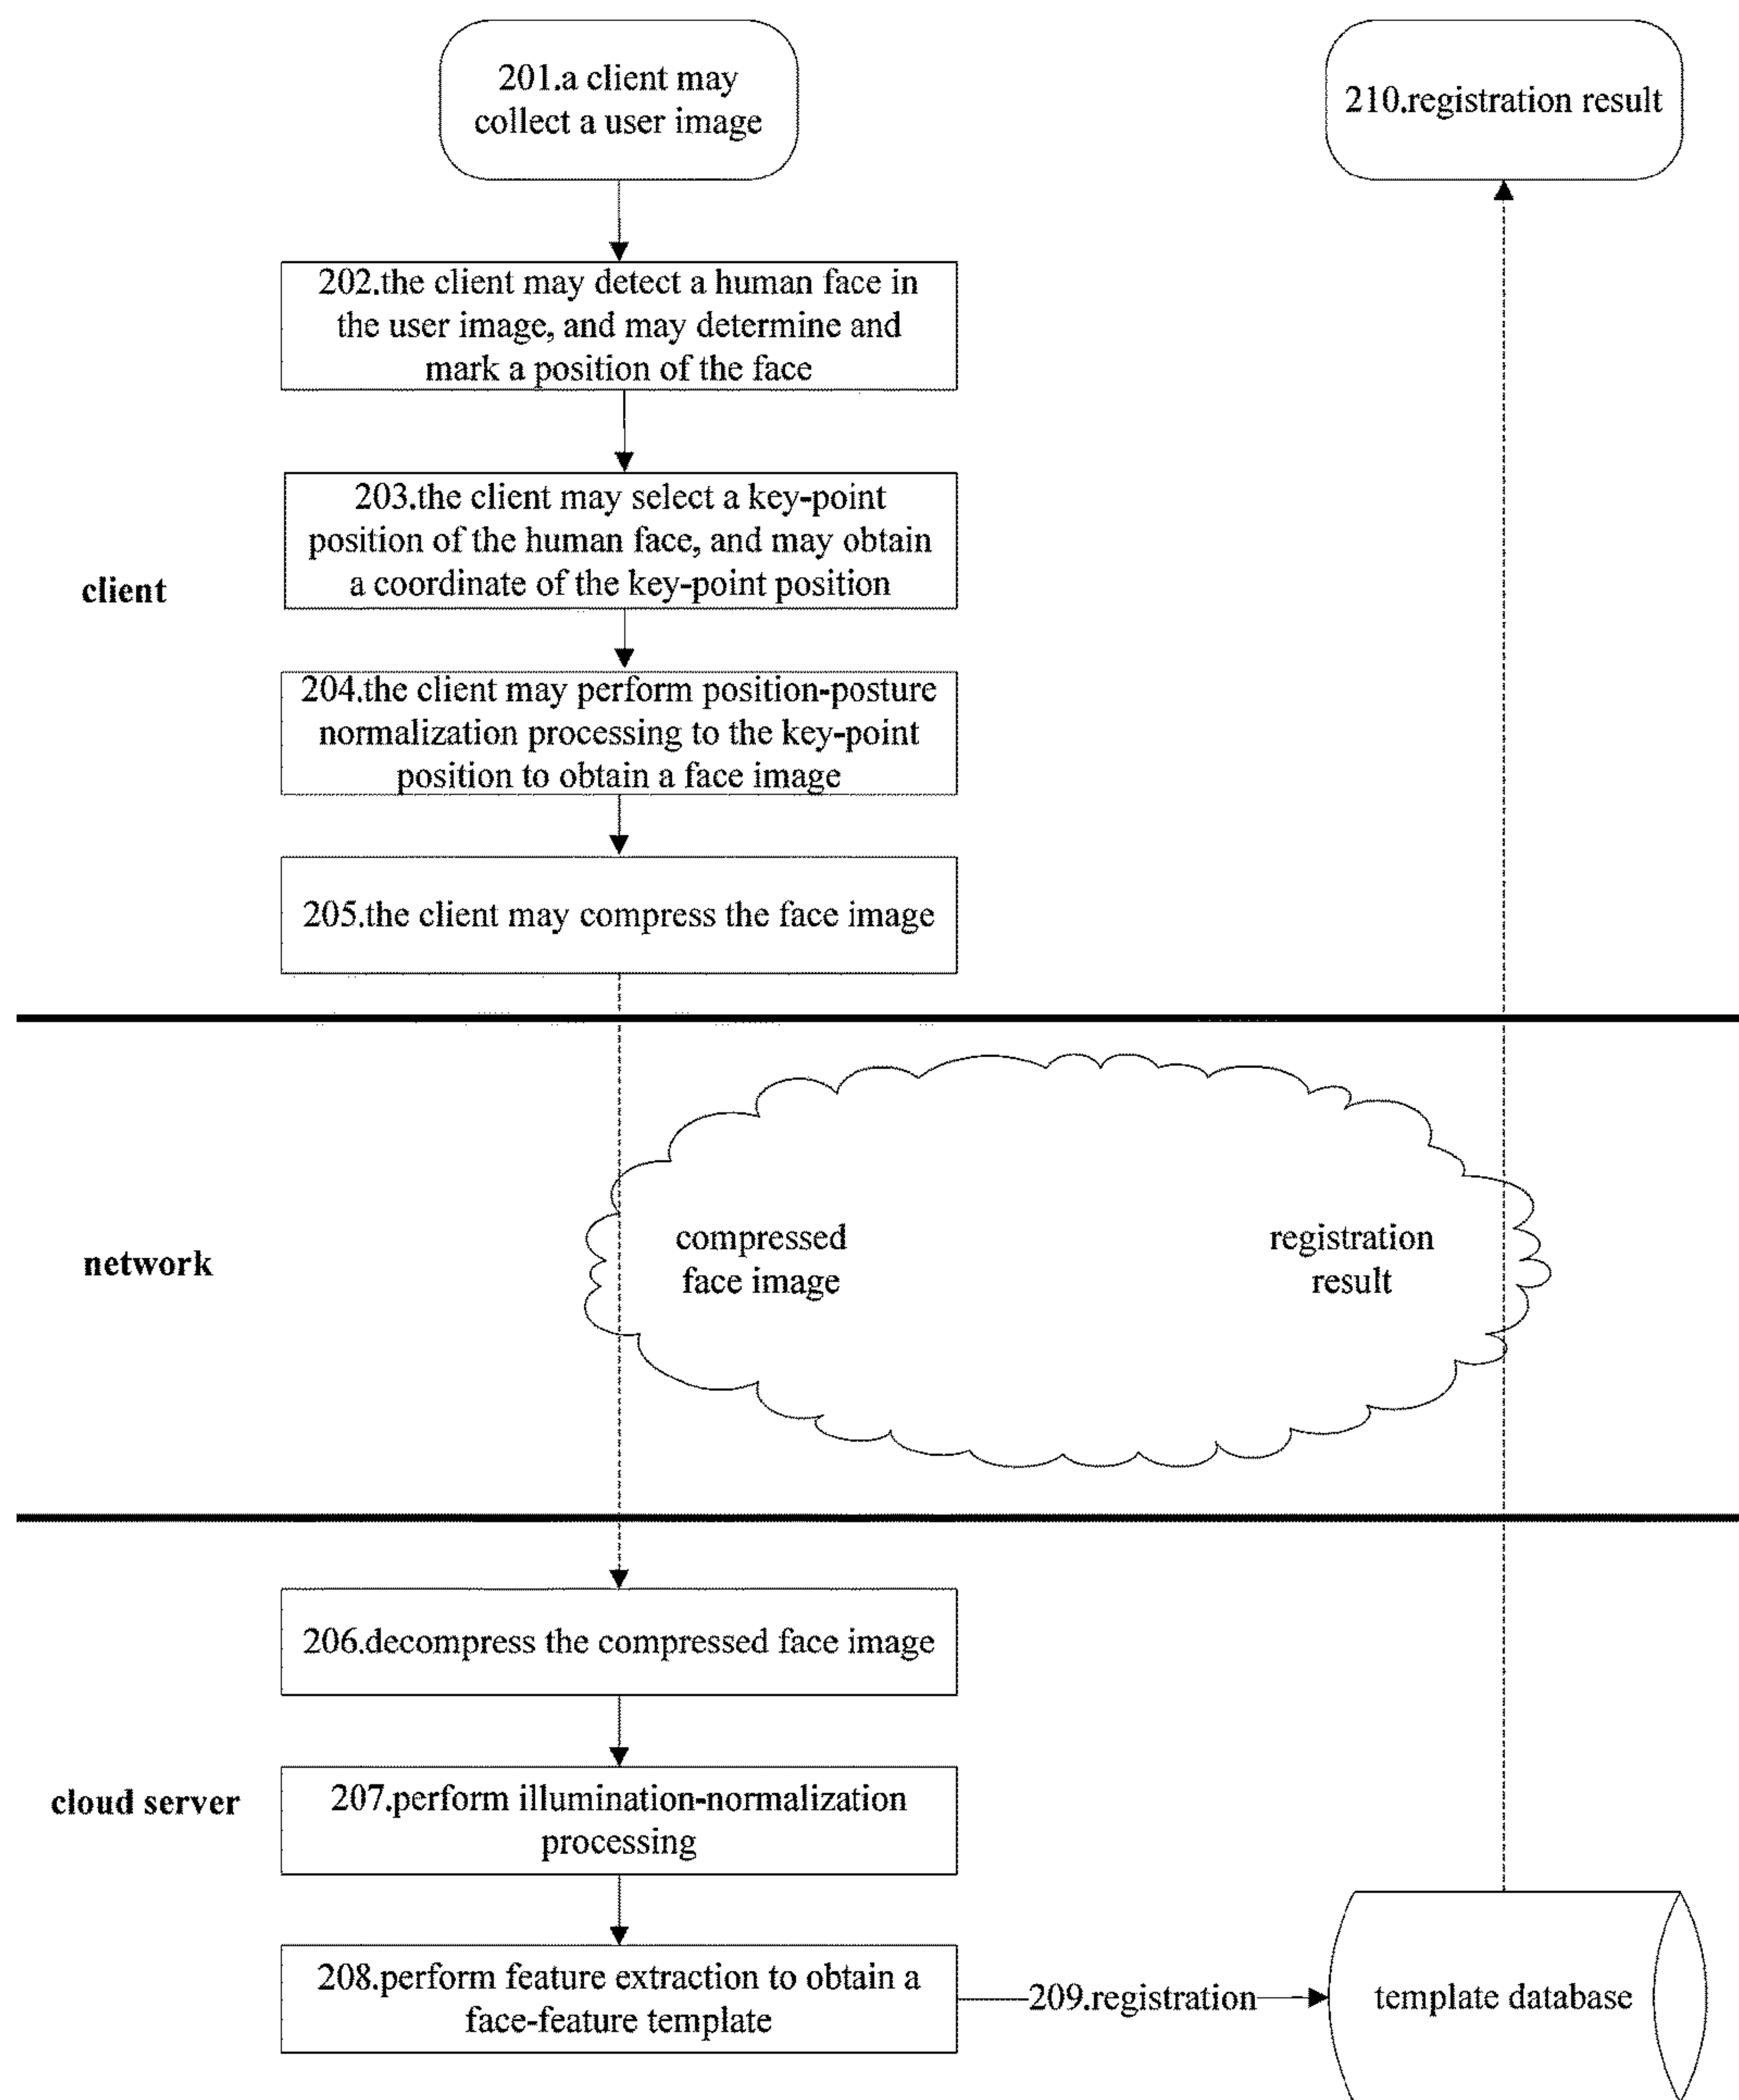 201.a client may
collect a user image
210.registration result
202.the client may detect a human face in
the user image, and may determine and
mark a position of the face
203.the client may select a key-point
position of the human face, and may obtain
a coordinate of the key-point position
client
204.the client may perform position-posture
normalization processing to the key-point
position to obtain a face image
205.the client may compress the face image
compressed
face image
registration
result
network
206.decompress the compressed face image
207.perform illumination-normalization
processing
cloud server
208.perform feature extraction to obtain a
face-feature template
209.registration
template database